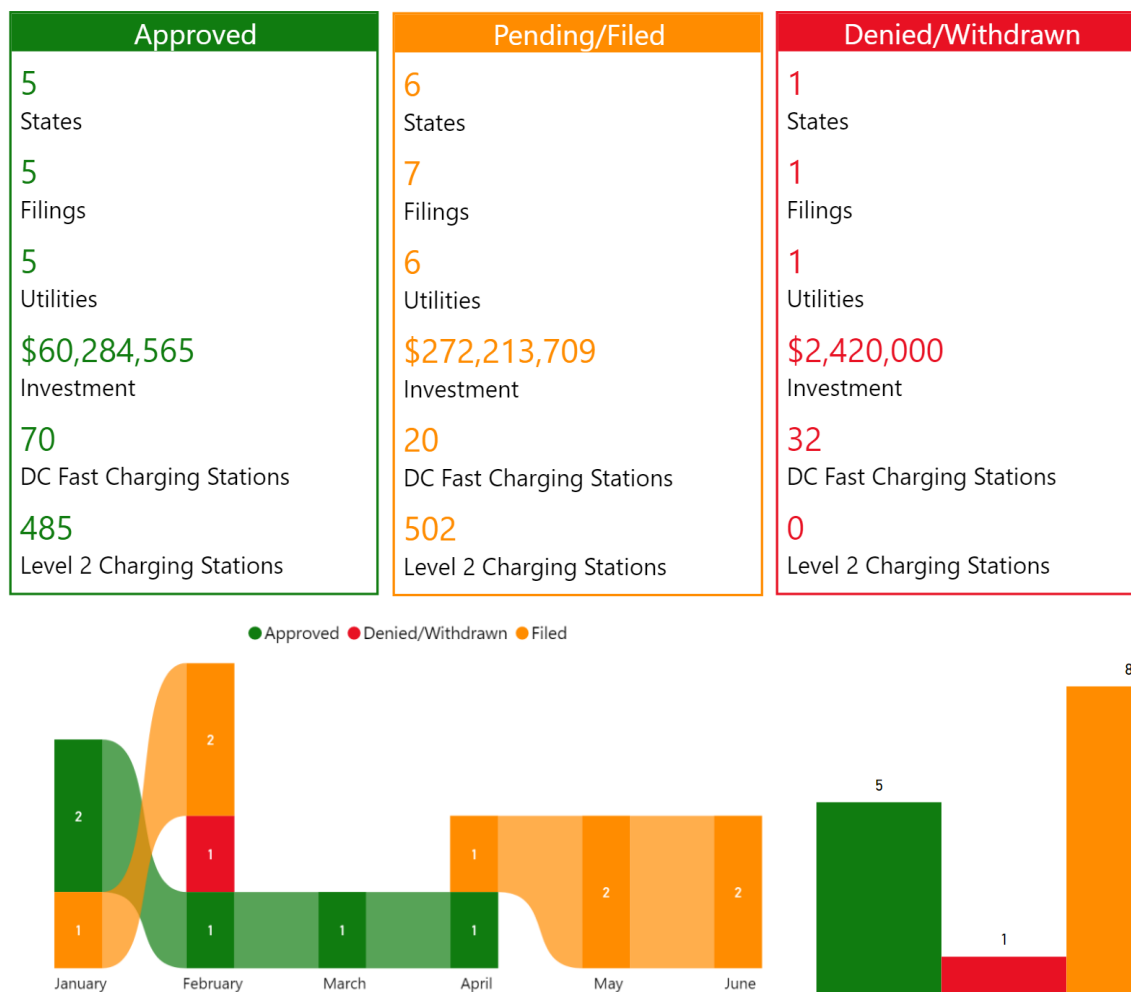 Approved
5
States
5
Filings
5
Utilities
$60,284,565
Investment
70
DC Fast Charging Stations
485
Level 2 Charging Stations
Pending/Filed
6
States
7
Filings
6
Utilities
$272,213,709
Investment
20
DC Fast Charging Stations
502
Level 2 Charging Stations
Denied/Withdrawn
1
States
1
Filings
1
Utilities
$2,420,000
Investment
32
DC Fast Charging Stations
0
Level 2 Charging Stations
Approved Denied/Withdrawn Filed
2
1
2
1
1
1
1
1
2
2
January February March April May June
5
1
8